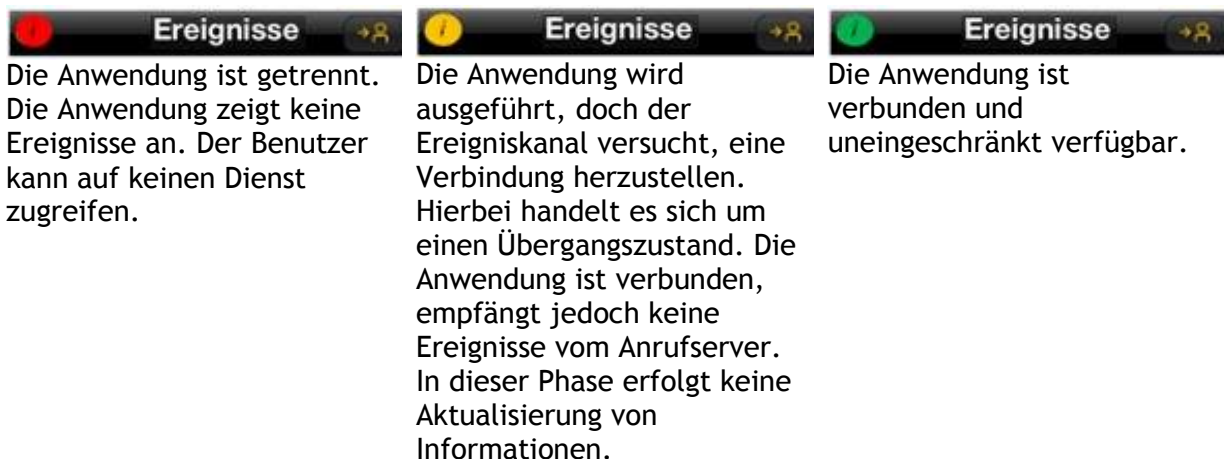 Ereignisse
Die Anwendung ist getrennt.
Die Anwendung zeigt keine
Ereignisse an. Der Benutzer
kann auf keinen Dienst
zugreifen.
Ereignisse
Die Anwendung wird
ausgeführt, doch der
Ereigniskanal versucht, eine
Verbindung herzustellen.
Hierbei handelt es sich um
einen Übergangszustand. Die
Anwendung ist verbunden,
empfängt jedoch keine
Ereignisse vom Anrufserver.
In dieser Phase erfolgt keine
Aktualisierung von
Informationen.
Ereignisse
Die Anwendung ist
verbunden und
uneingeschränkt verfügbar.